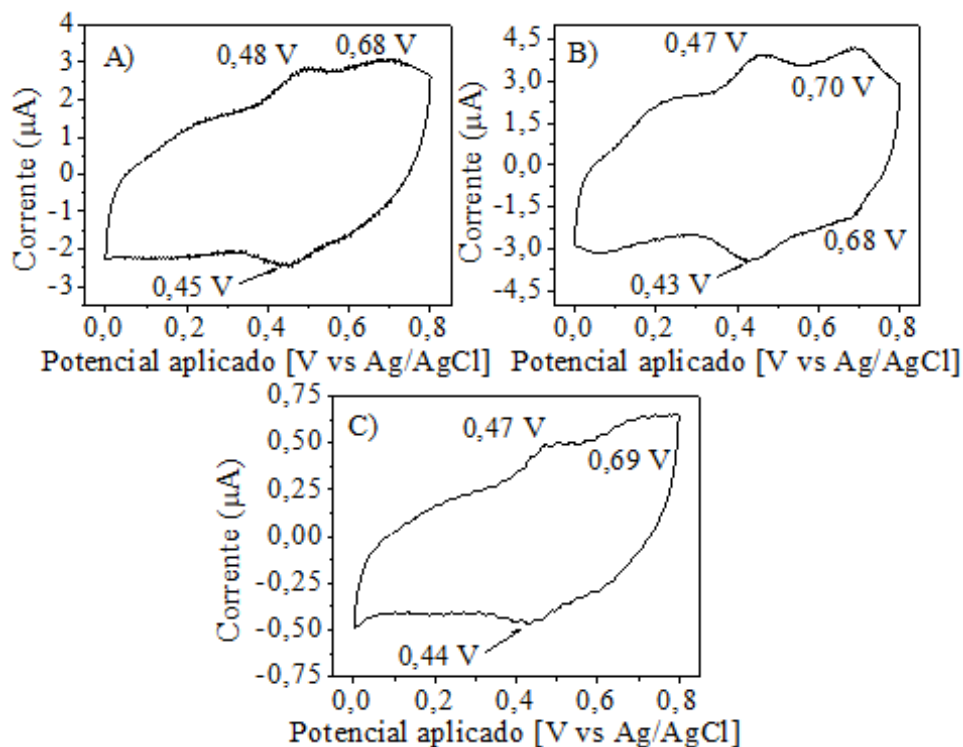 A)
0,48 V
0,68 V
0,45 V
4
3
2
1
0
-1
-2
-3
Corrente (μA)
0,0 0,2 0,4 0,6 0,8
Potencial aplicado [V vs Ag/AgCl]
B)
0,47 V
0,70 V
0,68 V
0,43 V
4,5
3,0
1,5
0,0
-1,5
-3,0
-4,5
Corrente (μA)
0,0 0,2 0,4 0,6 0,8
Potencial aplicado [V vs Ag/AgCl]
C)
0,47 V
0,69 V
0,44 V
0,75
0,50
0,25
0,00
-0,25
-0,50
-0,75
Corrente (μA)
0,0 0,2 0,4 0,6 0,8
Potencial aplicado [V vs Ag/AgCl]